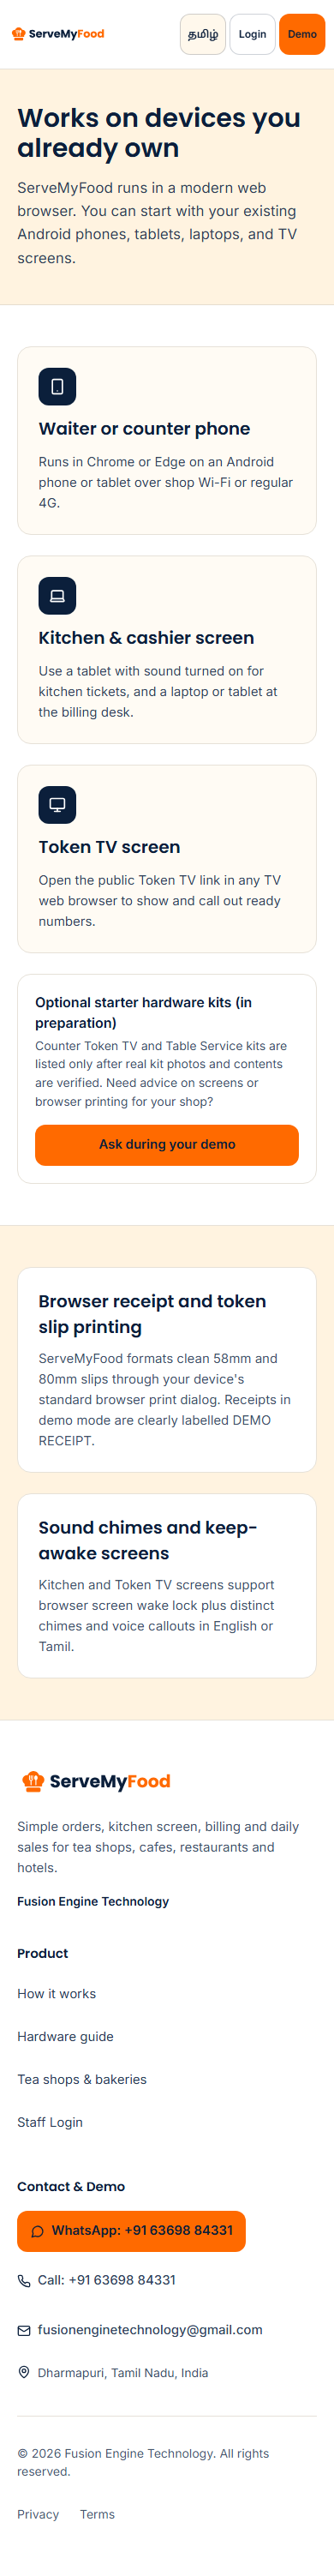 ServeMyFood
தமிழ்
Login
Demo
Works on devices you
already own
ServeMyFood runs in a modern web
browser. You can start with your existing
Android phones, tablets, laptops, and TV
screens.
Waiter or counter phone
Runs in Chrome or Edge on an Android
phone or tablet over shop Wi-Fi or regular
4G.
Kitchen & cashier screen
Use a tablet with sound turned on for
kitchen tickets, and a laptop or tablet at
the billing desk.
Token TV screen
Open the public Token TV link in any TV
web browser to show and call out ready
numbers.
Optional starter hardware kits (in
preparation)
Counter Token TV and Table Service kits are
listed only after real kit photos and contents
are verified. Need advice on screens or
browser printing for your shop?
Ask during your demo
Browser receipt and token
slip printing
ServeMyFood formats clean 58mm and
80mm slips through your device's
standard browser print dialog. Receipts in
demo mode are clearly labelled DEMO
RECEIPT.
Sound chimes and keep-
awake screens
Kitchen and Token TV screens support
browser screen wake lock plus distinct
chimes and voice callouts in English or
Tamil.
ServeMyFood
Simple orders, kitchen screen, billing and daily
sales for tea shops, cafes, restaurants and
hotels.
Fusion Engine Technology
Product
How it works
Hardware guide
Tea shops & bakeries
Staff Login
Contact & Demo
WhatsApp: +91 63698 84331
Call: +91 63698 84331
fusionenginetechnology@gmail.com
Dharmapuri, Tamil Nadu, India
© 2026 Fusion Engine Technology. All rights
reserved.
Privacy
Terms